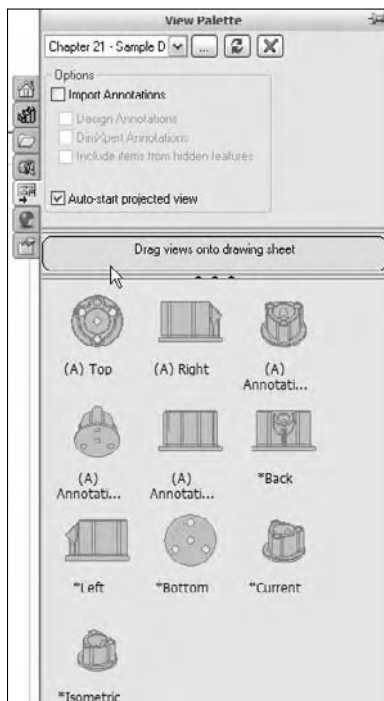 View Palette
Chapter 21 - Sample D
...
Options
Import Annotations
Design Annotations
DimXpert Annotations
Include items from hidden features
Auto-start projected view
Drag views onto drawing sheet
(A) Top (A) Right (A) Annotati...
(A) Annotati... (A) Annotati... *Back
*Left *Bottom *Current
*Isometric